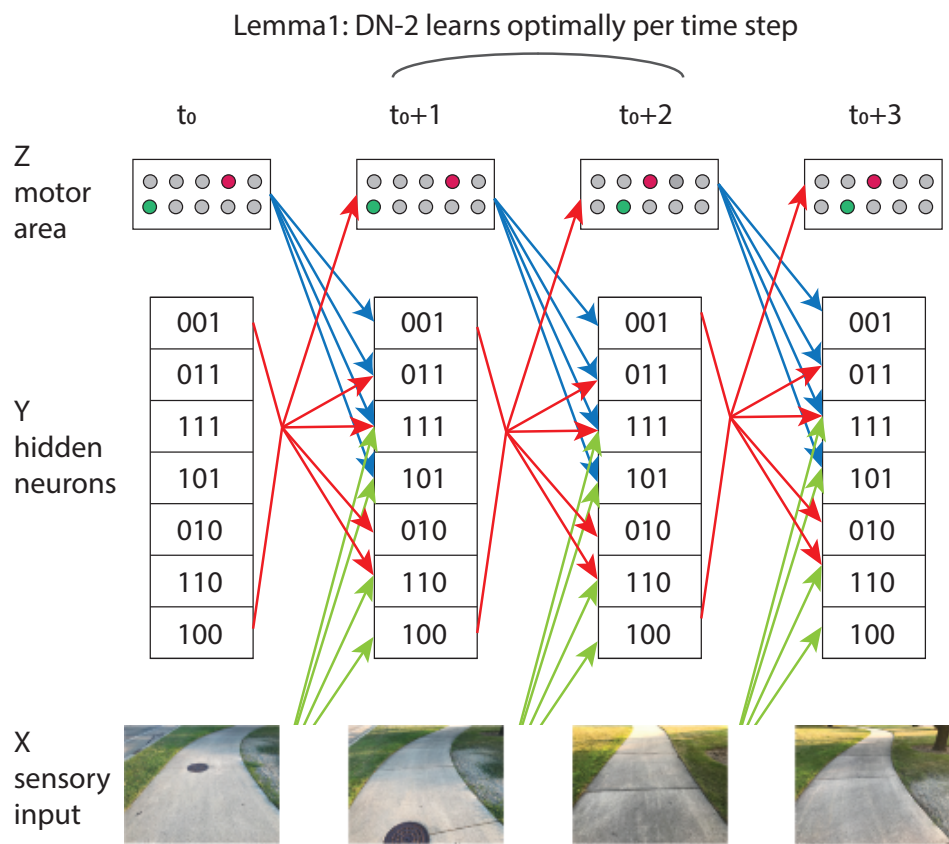 Lemma1: DN-2 learns optimally per time step
t₀ t₀+1 t₀+2 t₀+3
Z
motor
area
Y
hidden
neurons
001 001 001 001
011 011 011 011
111 111 111 111
101 101 101 101
010 010 010 010
110 110 110 110
100 100 100 100
X
sensory
input